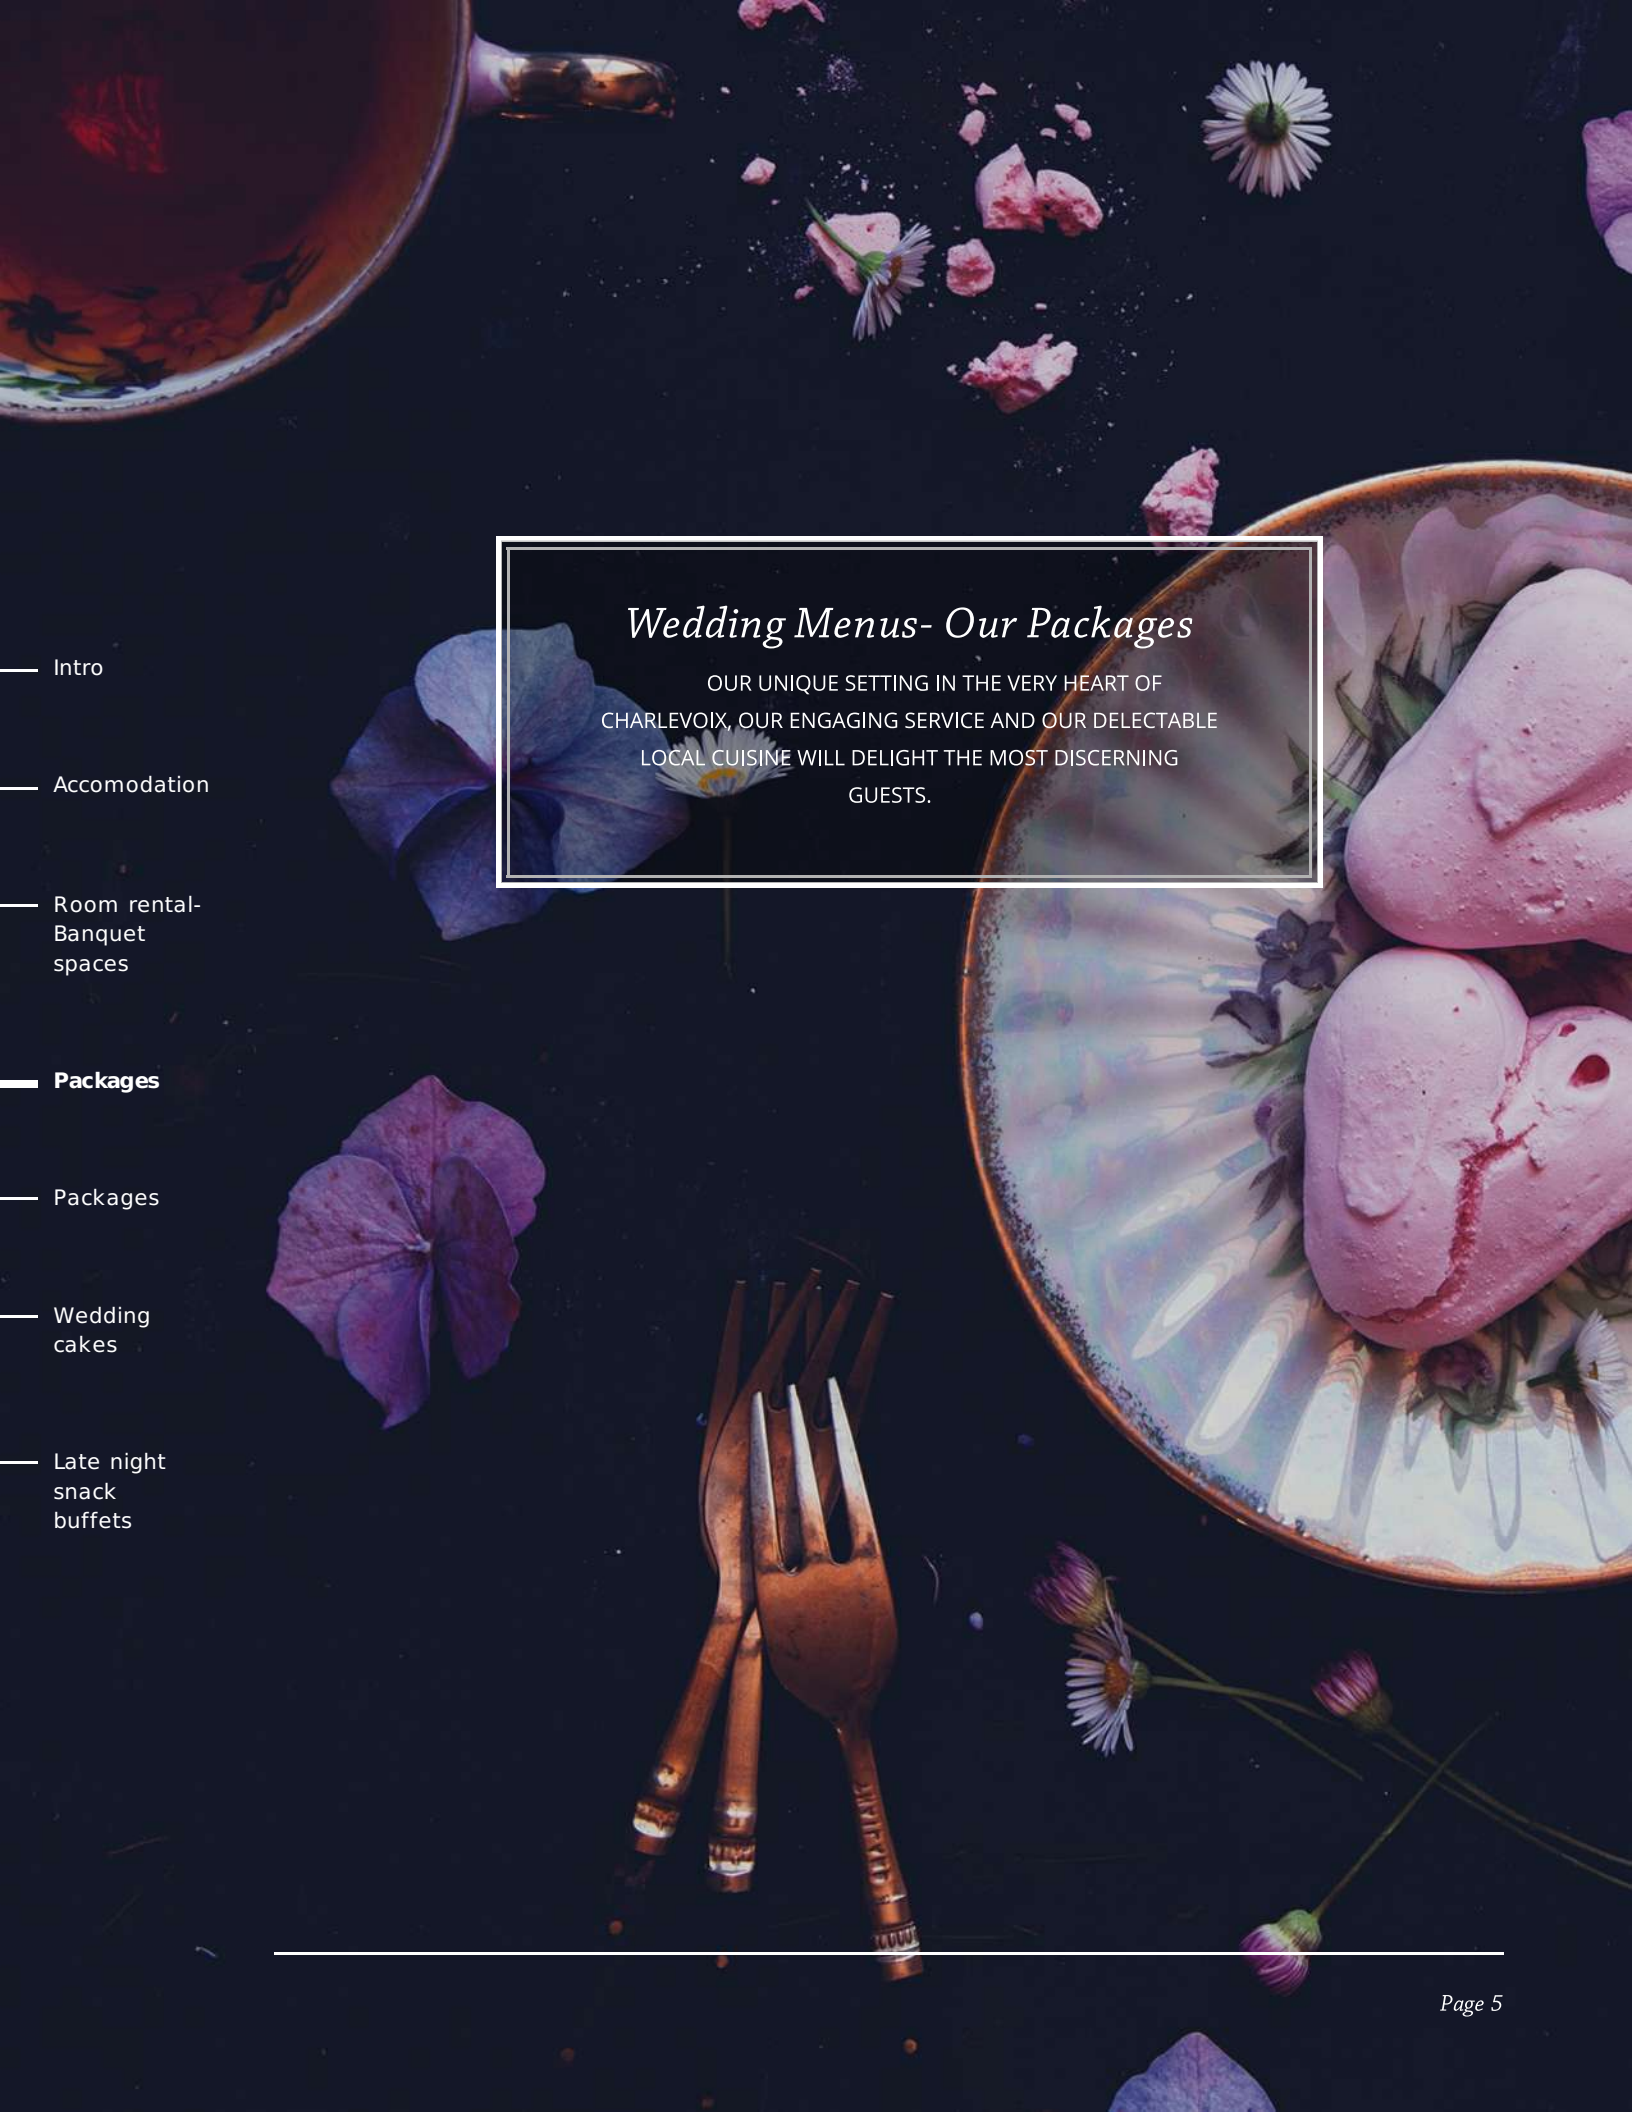 Wedding Menus- Our Packages
OUR UNIQUE SETTING IN THE VERY HEART OF
CHARLEVOIX, OUR ENGAGING SERVICE AND OUR DELECTABLE
LOCAL CUISINE WILL DELIGHT THE MOST DISCERNING
GUESTS.
Intro
Accomodation
Room rental-
Banquet
spaces
Packages
Packages
Wedding
cakes
Late night
snack
buffets
Page 5